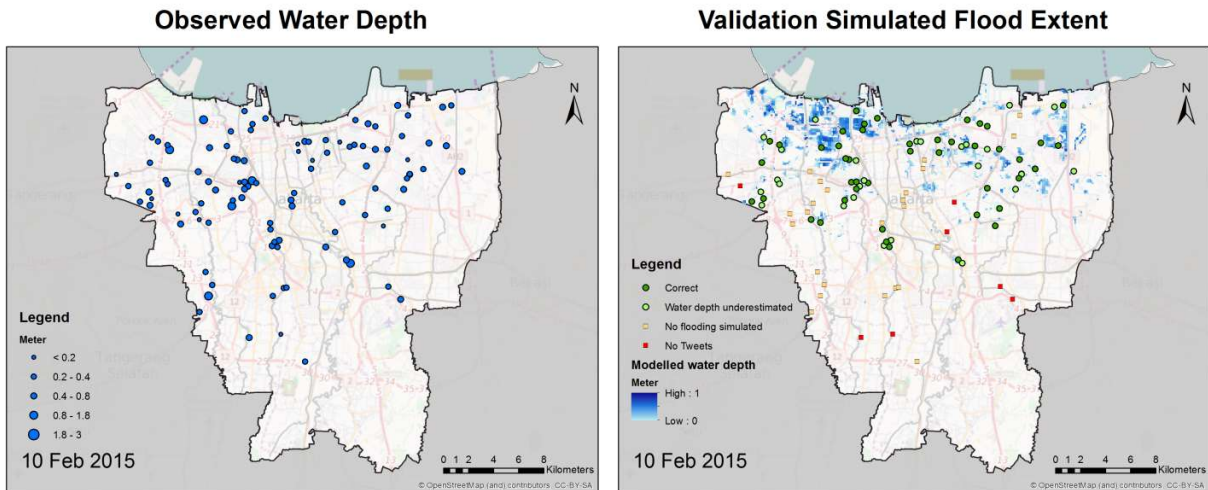 Observed Water Depth
N
Jakarta
Legend
Meter
< 0.2
0.2 - 0.4
0.4 - 0.8
0.8 - 1.8
1.8 - 3
10 Feb 2015
0 1 2 4 6 8
Kilometers
© OpenStreetMap (and) contributors, CC-BY-SA
Validation Simulated Flood Extent
N
Legend
Correct
Water depth underestimated
No flooding simulated
No Tweets
Modelled water depth
Meter
High : 1
Low : 0
10 Feb 2015
0 1 2 4 6 8
Kilometers
© OpenStreetMap (and) contributors, CC-BY-SA